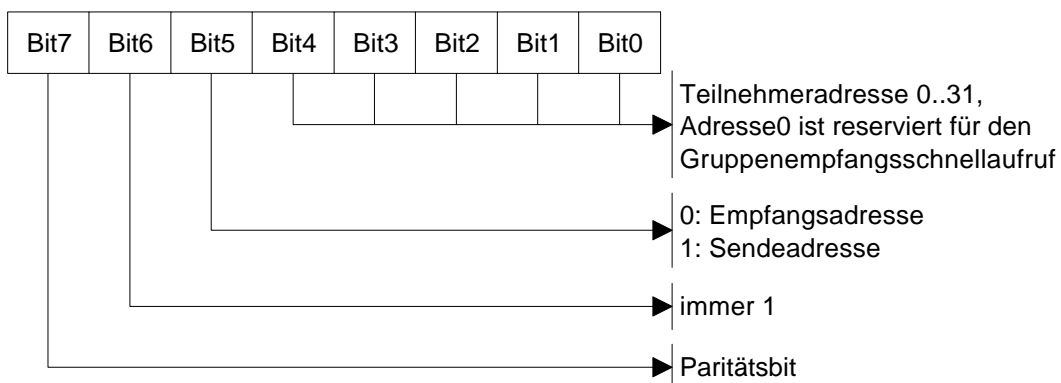 Bit7 Bit6 Bit5 Bit4 Bit3 Bit2 Bit1 Bit0
Teilnehmeradresse 0..31,
Adresse0 ist reserviert für den
Gruppenempfangsschnellaufruf
0: Empfangsadresse
1: Sendeadresse
immer 1
Paritätsbit